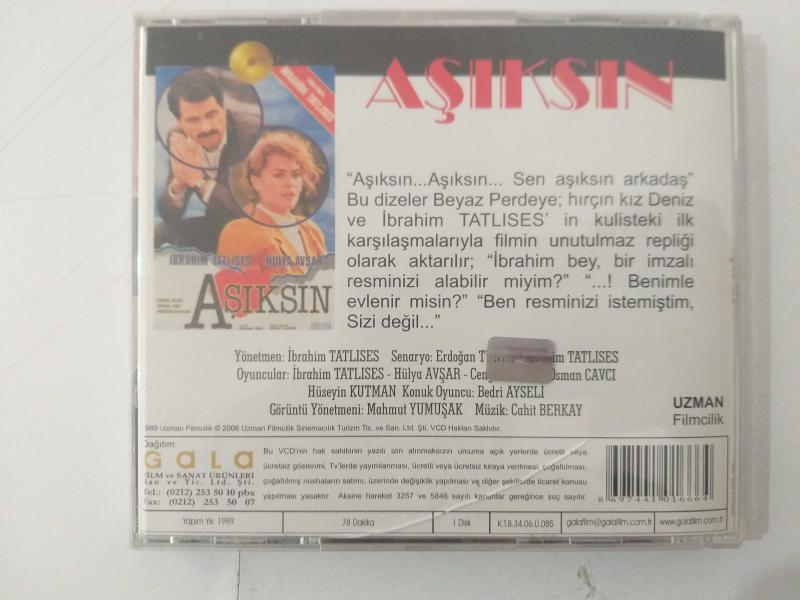 AŞIKSIN
İBRAHİM TATLISES
İBRAHİM TATLISES HÜLYA AVŞAR
AŞIKSIN
“Aşıksın...Aşıksın... Sen aşıksın arkadaş”
Bu dizeler Beyaz Perdeye; hırçın kız Deniz
ve İbrahim TATLISES’ in kulisteki ilk
karşılaşmalarıyla filmin unutulmaz repliği
olarak aktarılır; “İbrahim bey, bir imzalı
resminizi alabilir miyim?” “...! Benimle
evlenir misin?” “Ben resminizi istemiştim,
Sizi değil...”
Yönetmen: İbrahim TATLISES Senaryo: Erdoğan TATLISES
Oyuncular: İbrahim TATLISES - Hülya AVŞAR - Osman CAVCI
Hüseyin KUTMAN Konuk Oyuncu: Bedri AYSELİ
Görüntü Yönetmeni: Mahmut YUMUŞAK Müzik: Cahit BERKAY
UZMAN
Filmcilik
989 Uzman Filmcilik © 2006 Uzman Filmcilik Sinemacılık Turizm Tic. ve San. Ltd. Şti. VCD Hakları Saklıdır.
Dağıtım:
GALA
FİLM ve SANAT ÜRÜNLERİ
San ve Tic. Ltd. Şti.
Tel.: (0212) 253 50 10 pbx
Fax: (0212) 253 50 07
Bu VCD'nin hak sahibinin yazılı izin alınmaksızın umuma açık yerlerde ücretli veya
ücretsiz gösterimi, Tv'lerde yayımlanması, ücretli veya ücretsiz kiraya verilmesi, çoğaltılması,
çoğaltılmış nüshaların satımı, üzerinde değişiklik yapılması ve diğer şekillerde ticaret konusu
yapılması yasaktır. Aksine hareket 3257 ve 5846 sayılı kanunlar gereğince suç sayılır.
8 697441 016664
Yapım Yılı: 1989 78 Dakika 1 Disk K.T.B.34.06.Ü.085 galafilm@galafilm.com.tr www.galafilm.com.tr